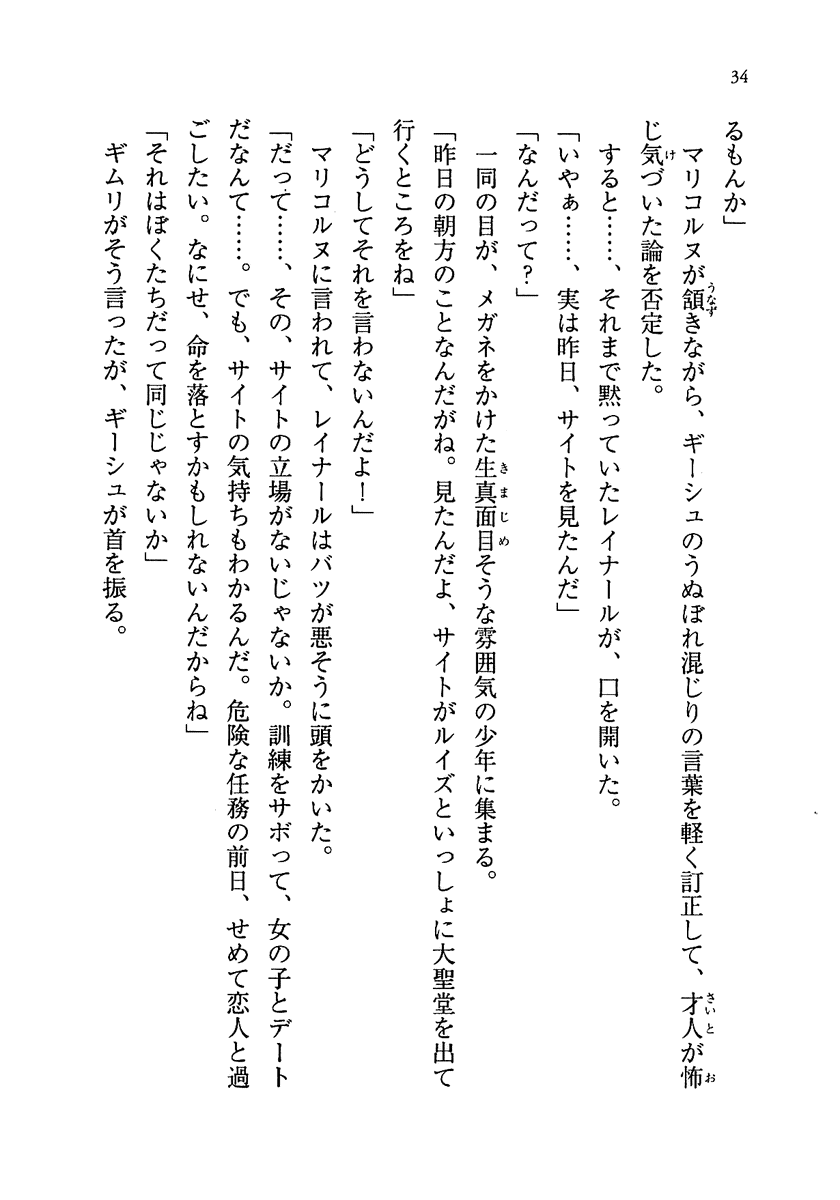 34
るもんか」
　マリコルヌが頷きながら、ギーシュのうぬぼれ混じりの言葉を軽く訂正して、才人が怖
じ気づいた論を否定した。
　すると……、それまで黙っていたレイナールが、口を開いた。
「いやぁ……、実は昨日、サイトを見たんだ」
「なんだって？」
　一同の目が、メガネをかけた生真面目そうな雰囲気の少年に集まる。
「昨日の朝方のことなんだがね。見たんだよ、サイトがルイズといっしょに大聖堂を出て
行くところをね」
「どうしてそれを言わないんだよ！」
　マリコルヌに言われて、レイナールはバツが悪そうに頭をかいた。
「だって……、その、サイトの立場がないじゃないか。訓練をサボって、女の子とデート
だなんて……。でも、サイトの気持ちもわかるんだ。危険な任務の前日、せめて恋人と過
ごしたい。なにせ、命を落とすかもしれないんだからね」
「それはぼくたちだって同じじゃないか」
　ギムリがそう言ったが、ギーシュが首を振る。